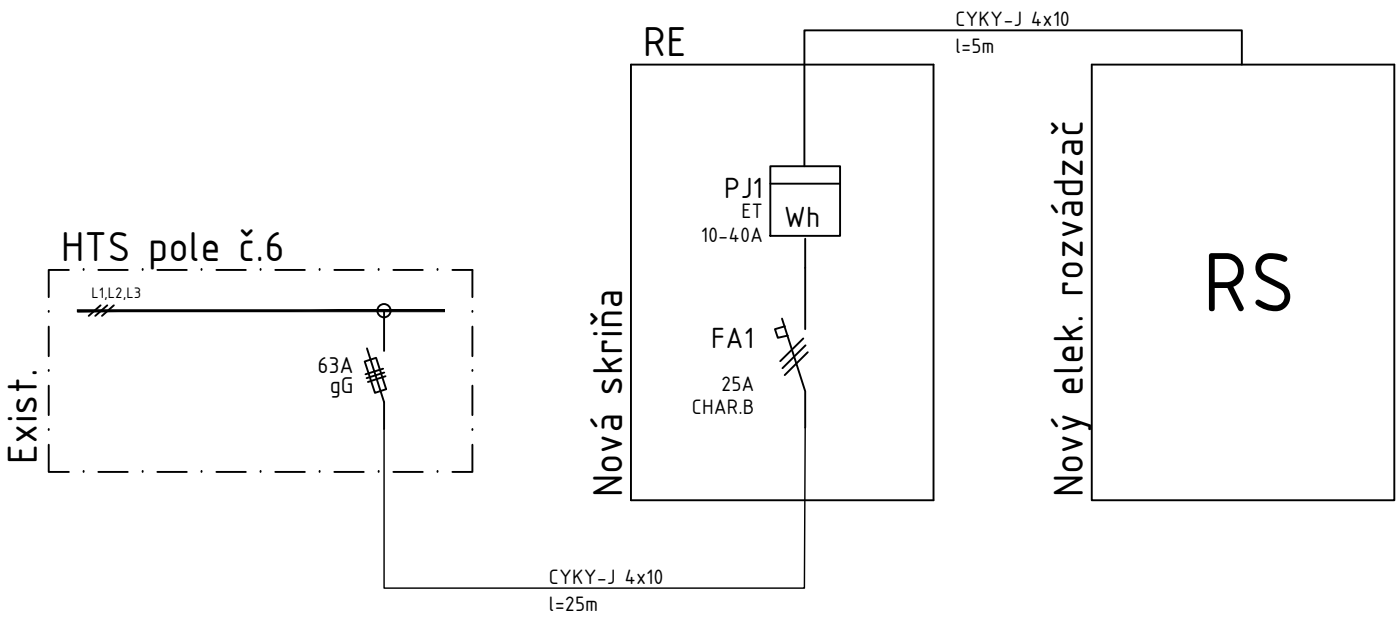 CYKY-J 4x10
l=5m
RE
PJ1
ET
10-40A
Wh
HTS pole č.6
L1,L2,L3
63A
gG
Exist.
FA1
25A
CHAR.B
Nová skriňa
Nový elek. rozvádzač
RS
CYKY-J 4x10
l=25m